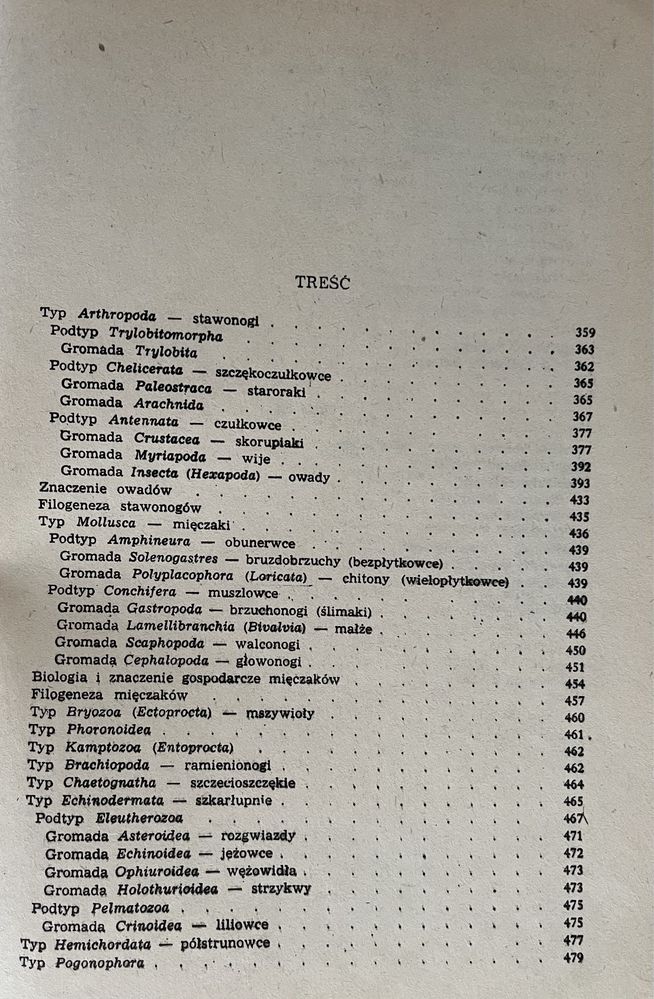 TREŚĆ
Typ Arthropoda — stawonogi . . . . . . . . . . 359
Podtyp Trylobitomorpha . . . . . . . . . . 363
Gromada Trylobita . . . . . . . . . . 362
Podtyp Chelicerata — szczękoczułkowce . . . . . . . . 365
Gromada Paleostraca — staroraki . . . . . . . . 365
Gromada Arachnida . . . . . . . . . . 367
Podtyp Antennata — czułkowce . . . . . . . . . 377
Gromada Crustacea — skorupiaki . . . . . . . . 377
Gromada Myriapoda — wije . . . . . . . . . 392
Gromada Insecta (Hexapoda) — owady . . . . . . . . 393
Znaczenie owadów . . . . . . . . . . 433
Filogeneza stawonogów . . . . . . . . . . 435
Typ Mollusca — mięczaki . . . . . . . . . . 436
Podtyp Amphineura — obunerwce . . . . . . . . 439
Gromada Solenogastres — bruzdobrzuchy (bezpłytkowce) . . . . 439
Gromada Polyplacophora (Loricata) — chitony (wielopłytkowce) . . 439
Podtyp Conchifera — muszlowce . . . . . . . . 440
Gromada Gastropoda — brzuchonogi (ślimaki) . . . . . . 440
Gromada Lamellibranchia (Bivalvia) — małże . . . . . . 446
Gromada Scaphopoda — walconogi . . . . . . . . 450
Gromada Cephalopoda — głowonogi . . . . . . . . 451
Biologia i znaczenie gospodarcze mięczaków . . . . . . . 454
Filogeneza mięczaków . . . . . . . . . . 457
Typ Bryozoa (Ectoprocta) — mszywioły . . . . . . . . 460
Typ Phoronoidea . . . . . . . . . . 461
Typ Kamptozoa (Entoprocta) . . . . . . . . . . 462
Typ Brachiopoda — ramienionogi . . . . . . . . 462
Typ Chaetognatha — szczecioszczękie . . . . . . . . 464
Typ Echinodermata — szkarłupnie . . . . . . . . 465
Podtyp Eleutherozoa . . . . . . . . . . 467
Gromada Asteroidea — rozgwiazdy . . . . . . . . 471
Gromada Echinoidea — jeżowce . . . . . . . . 472
Gromada Ophiuroidea — wężowidła . . . . . . . . 473
Gromada Holothurioidea — strzykwy . . . . . . . . 473
Podtyp Pelmatozoa . . . . . . . . . . 475
Gromada Crinoidea — liliowce . . . . . . . . 475
Typ Hemichordata — półstrunowce . . . . . . . . 477
Typ Pogonophora . . . . . . . . . . 479